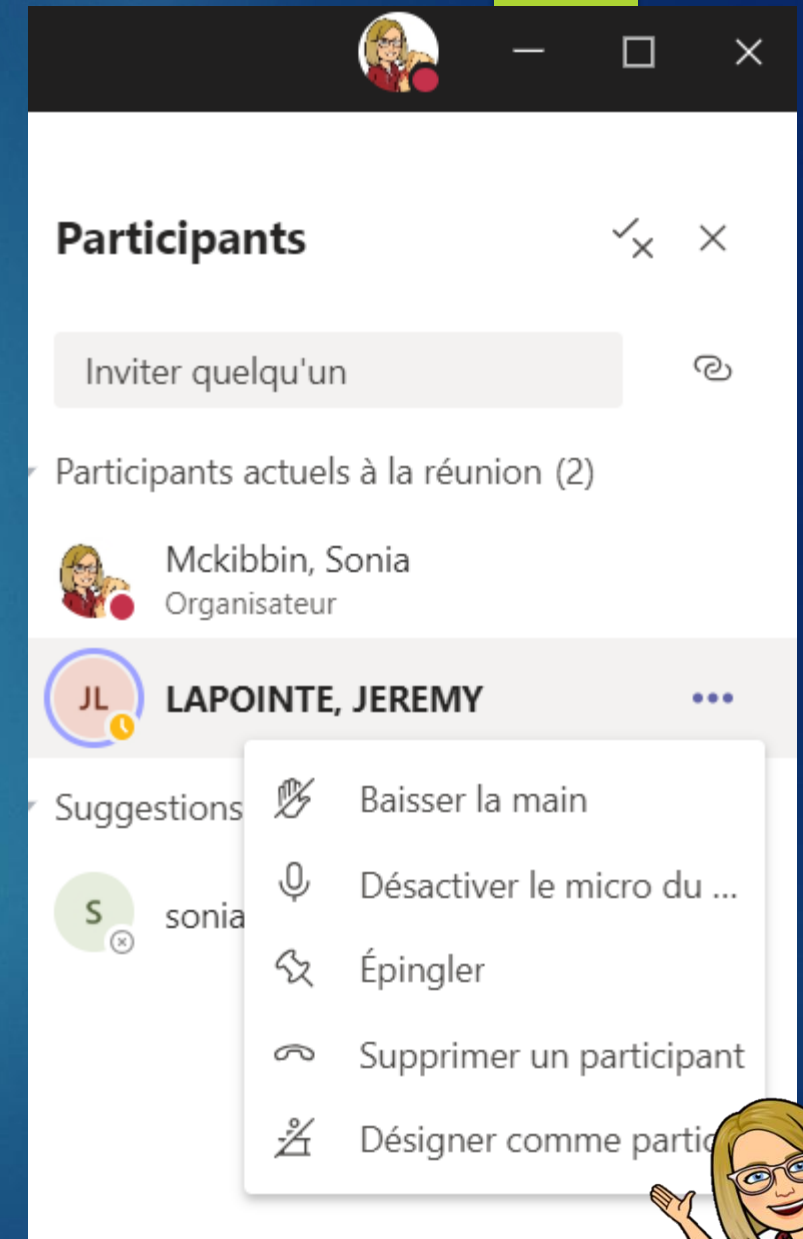 Participants
Inviter quelqu'un
Participants actuels à la réunion (2)
Mckibbin, Sonia
Organisateur
JL LAPOINTE, JEREMY
Suggestions
Baisser la main
S sonia
Désactiver le micro du ...
Épingler
Supprimer un participant
Désigner comme partic